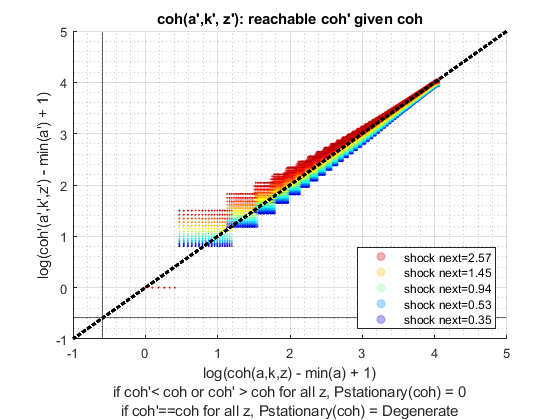 coh(a',k', z'): reachable coh' given coh
5
4
3
2
1
0
-1
log(coh'(a',k',z') - min(a') + 1)
shock next=2.57
shock next=1.45
shock next=0.94
shock next=0.53
shock next=0.35
-1 0 1 2 3 4 5
log(coh(a,k,z) - min(a) + 1)
if coh'< coh or coh' > coh for all z, Pstationary(coh) = 0
if coh'==coh for all z, Pstationary(coh) = Degenerate